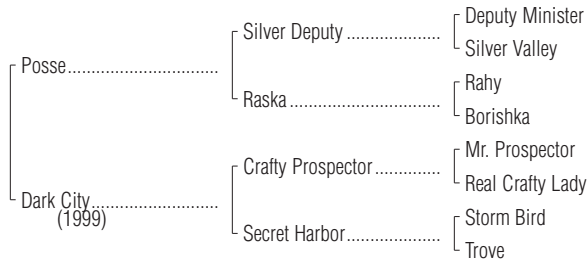 Deputy Minister
Silver Deputy ....................
Silver Valley
Posse................................
Rahy
Raska ................................
Borishka
Mr. Prospector
Crafty Prospector ..............
Real Crafty Lady
Dark City...........................
(1999)
Storm Bird
Secret Harbor....................
Trove